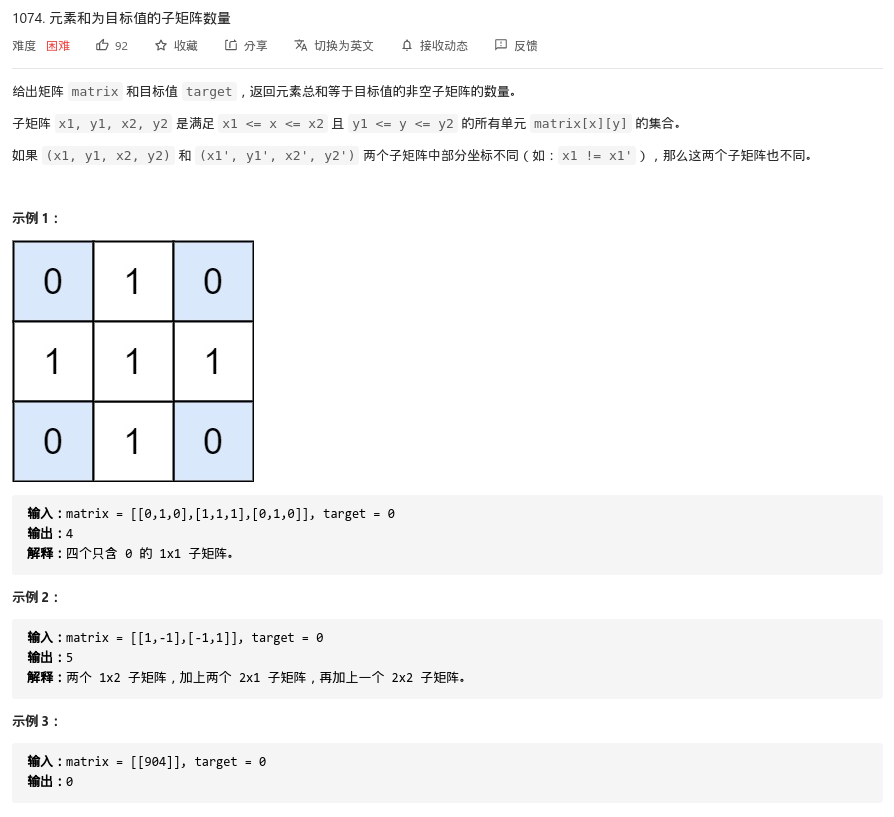 1074. 元素和为目标值的子矩阵数量
难度 困难 92 收藏 分享 切换为英文 接收动态 反馈
给出矩阵 matrix 和目标值 target，返回元素总和等于目标值的非空子矩阵的数量。
子矩阵 x1, y1, x2, y2 是满足 x1 <= x <= x2 且 y1 <= y <= y2 的所有单元 matrix[x][y] 的集合。
如果 (x1, y1, x2, y2) 和 (x1', y1', x2', y2') 两个子矩阵中部分坐标不同（如：x1 != x1'），那么这两个子矩阵也不同。
示例 1：
0 1 0
1 1 1
0 1 0
输入：matrix = [[0,1,0],[1,1,1],[0,1,0]], target = 0
输出：4
解释：四个只含 0 的 1x1 子矩阵。
示例 2：
输入：matrix = [[1,-1],[-1,1]], target = 0
输出：5
解释：两个 1x2 子矩阵，加上两个 2x1 子矩阵，再加上一个 2x2 子矩阵。
示例 3：
输入：matrix = [[904]], target = 0
输出：0